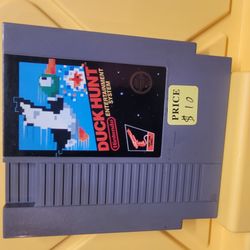 DUCK HUNT
ENTERTAINMENT
SYSTEM
Nintendo
PRICE
$ 10